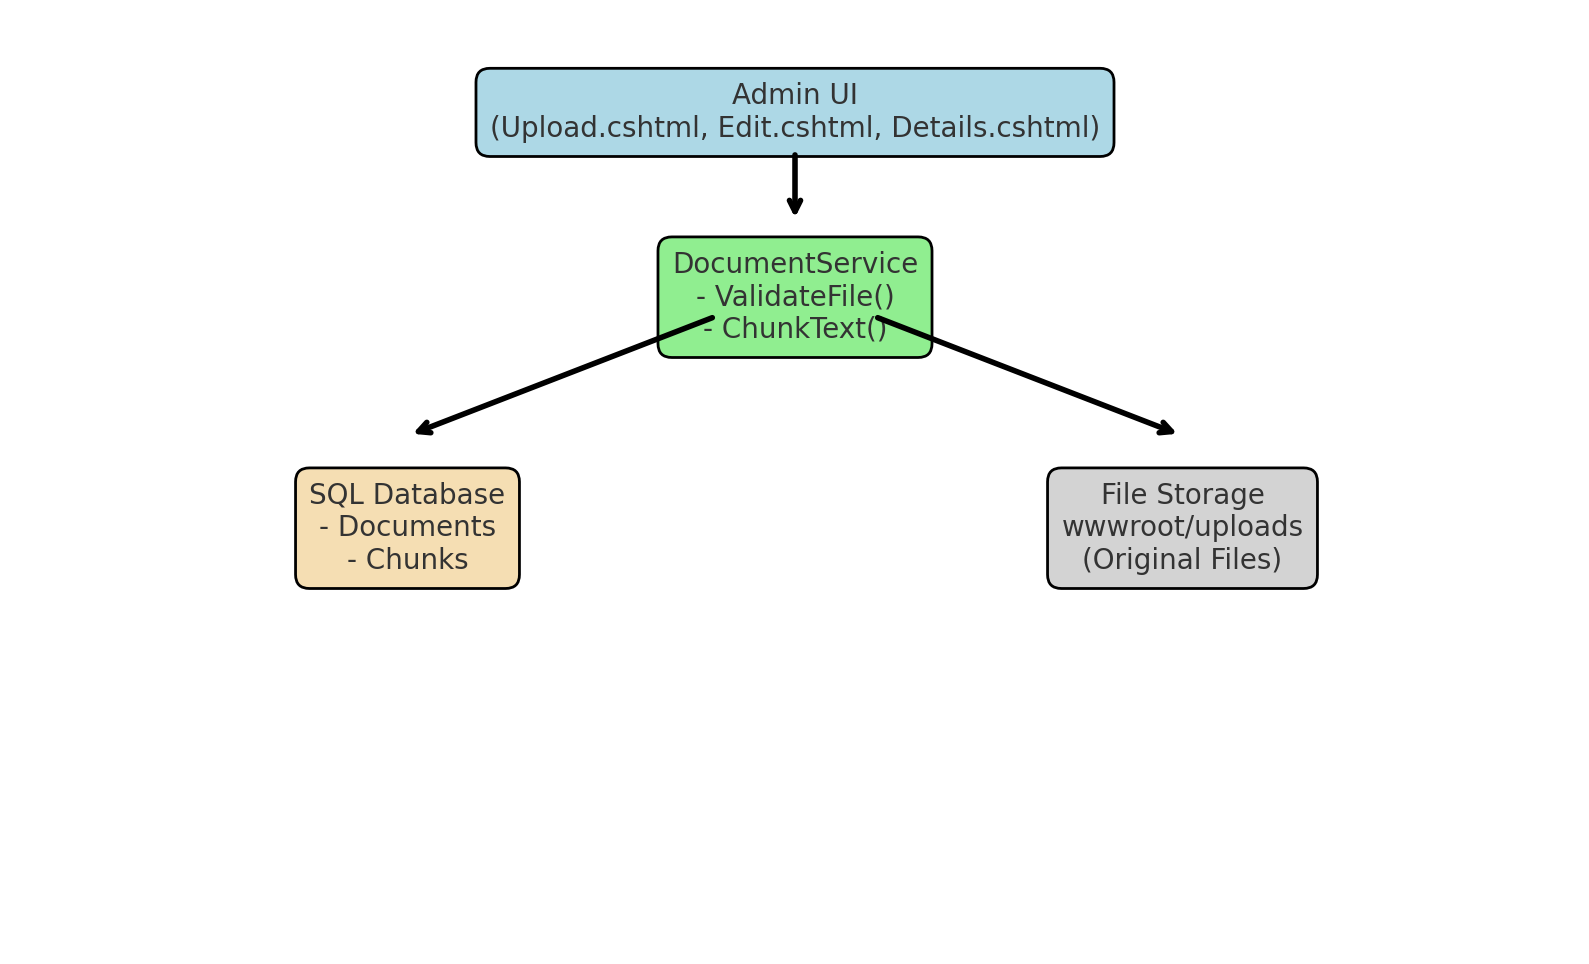 Admin UI
(Upload.cshtml, Edit.cshtml, Details.cshtml)
DocumentService
- ValidateFile()
- ChunkText()
SQL Database
- Documents
- Chunks
File Storage
wwwroot/uploads
(Original Files)